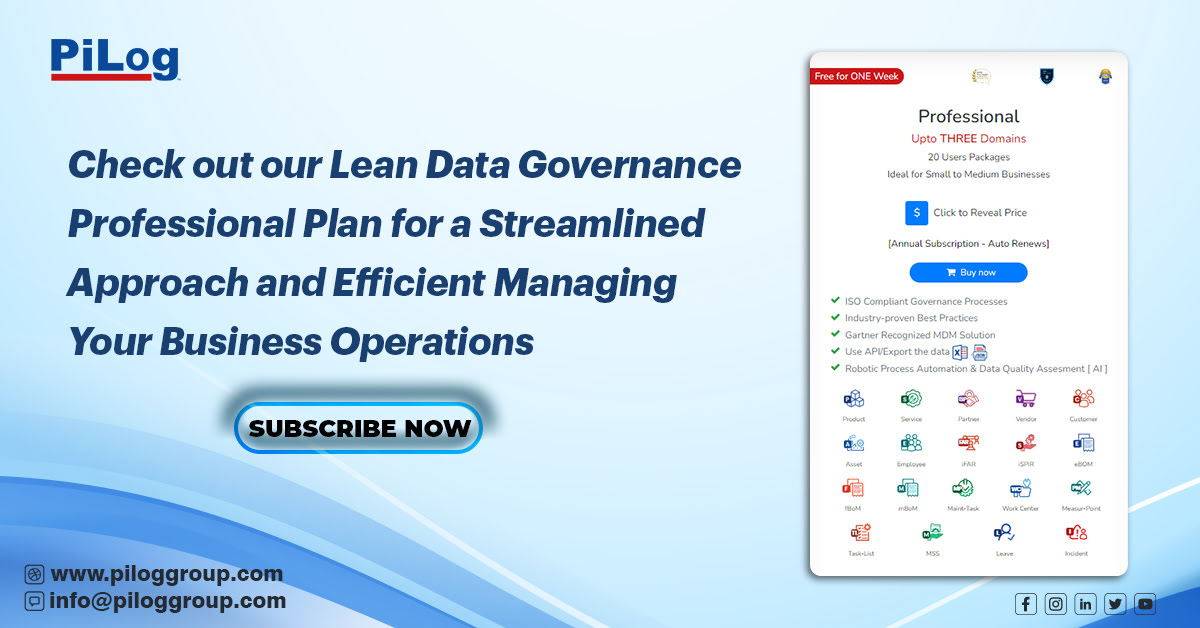 PiLog
Check out our Lean Data Governance
Professional Plan for a Streamlined
Approach and Efficient Managing
Your Business Operations
SUBSCRIBE NOW
www.piloggroup.com
info@piloggroup.com
Free for ONE Week
Professional
Upto THREE Domains
20 Users Packages
Ideal for Small to Medium Businesses
$ Click to Reveal Price
[Annual Subscription - Auto Renews]
Buy now
ISO Compliant Governance Processes
Industry-proven Best Practices
Gartner Recognized MDM Solution
Use API/Export the data
Robotic Process Automation & Data Quality Assesment [ AI ]
Product Service Partner Vendor Customer
Asset Employee iFAR iSPIR eBOM
fBoM mBoM Maint-Task Work Center Measur-Point
Task-List MSS Leave Incident